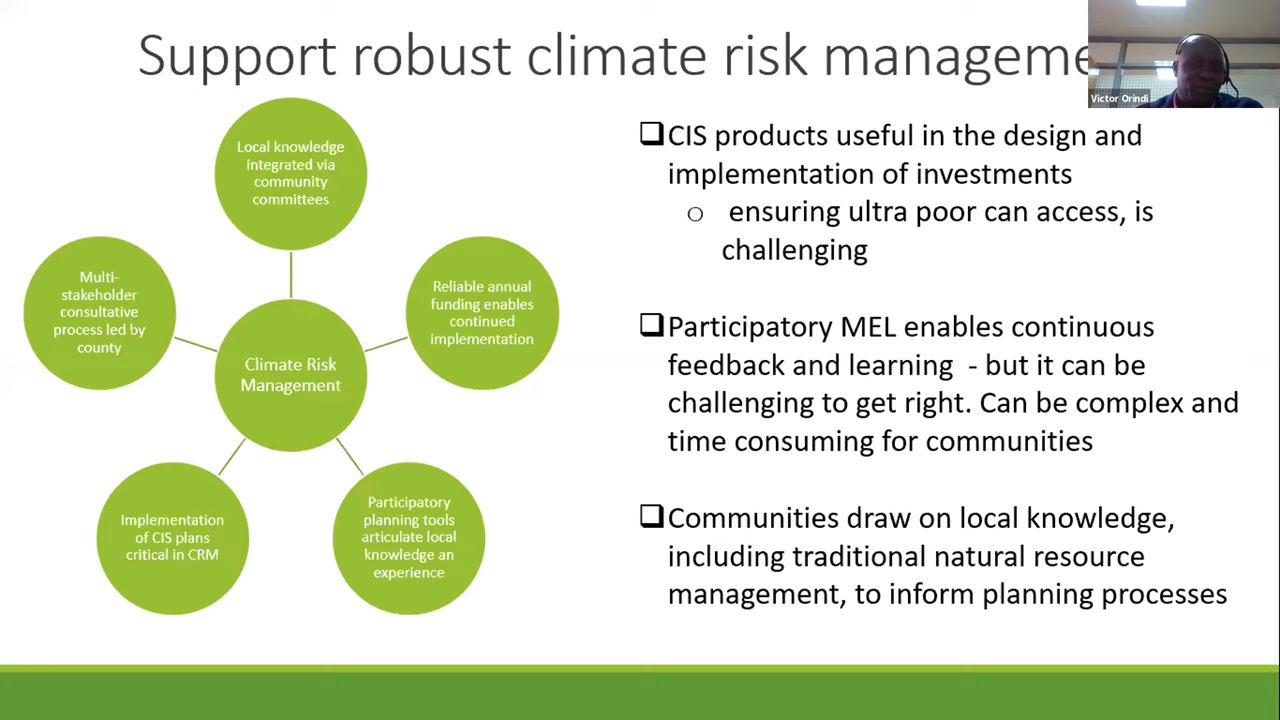 Support robust climate risk manageme
Victor Orindi
Local knowledge
integrated via
community
committees
Multi-
stakeholder
consultative
process led by
county
Reliable annual
funding enables
continued
implementation
Climate Risk
Management
Implementation
of CIS plans
critical in CRM
Participatory
planning tools
articulate local
knowledge an
experience
CIS products useful in the design and
implementation of investments
ensuring ultra poor can access, is
challenging
Participatory MEL enables continuous
feedback and learning - but it can be
challenging to get right. Can be complex and
time consuming for communities
Communities draw on local knowledge,
including traditional natural resource
management, to inform planning processes